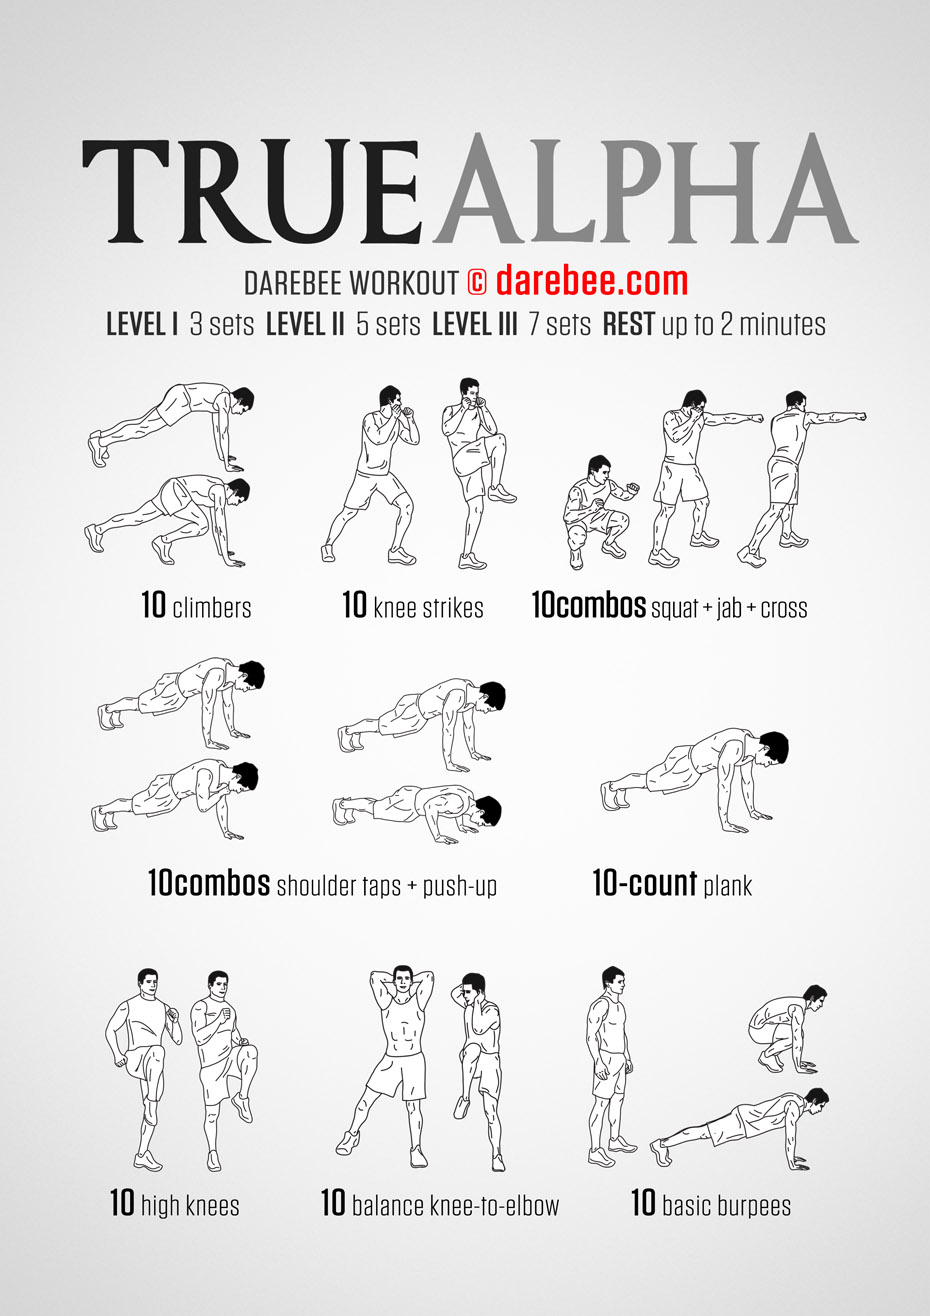 TRUEALPHA
DAREBEE WORKOUT © darebee.com
LEVEL I 3 sets LEVEL II 5 sets LEVEL III 7 sets REST up to 2 minutes
10 climbers
10 knee strikes
10combos squat + jab + cross
10combos shoulder taps + push-up
10-count plank
10 high knees
10 balance knee-to-elbow
10 basic burpees